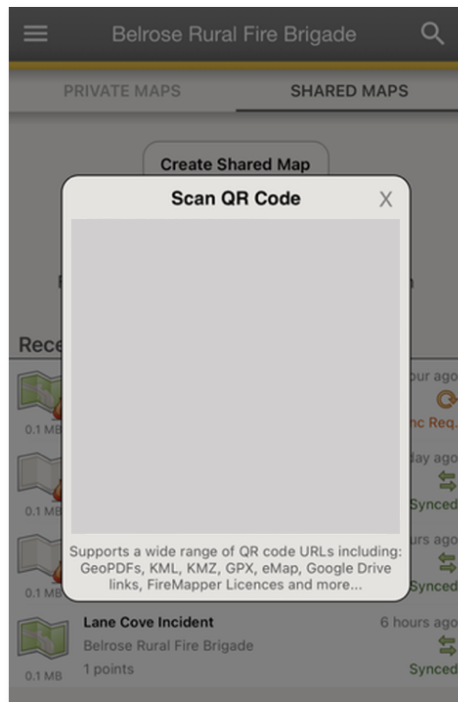 Belrose Rural Fire Brigade
PRIVATE MAPS
SHARED MAPS
Create Shared Map
Scan QR Code
X
Supports a wide range of QR code URLs including:
GeoPDFs, KML, KMZ, GPX, eMap, Google Drive
links, FireMapper Licences and more...
Rece
our ago
0.1 MB
nc Req.
day ago
0.1 MB
Synced
urs ago
0.1 MB
Synced
Lane Cove Incident
6 hours ago
Belrose Rural Fire Brigade
0.1 MB
1 points
Synced